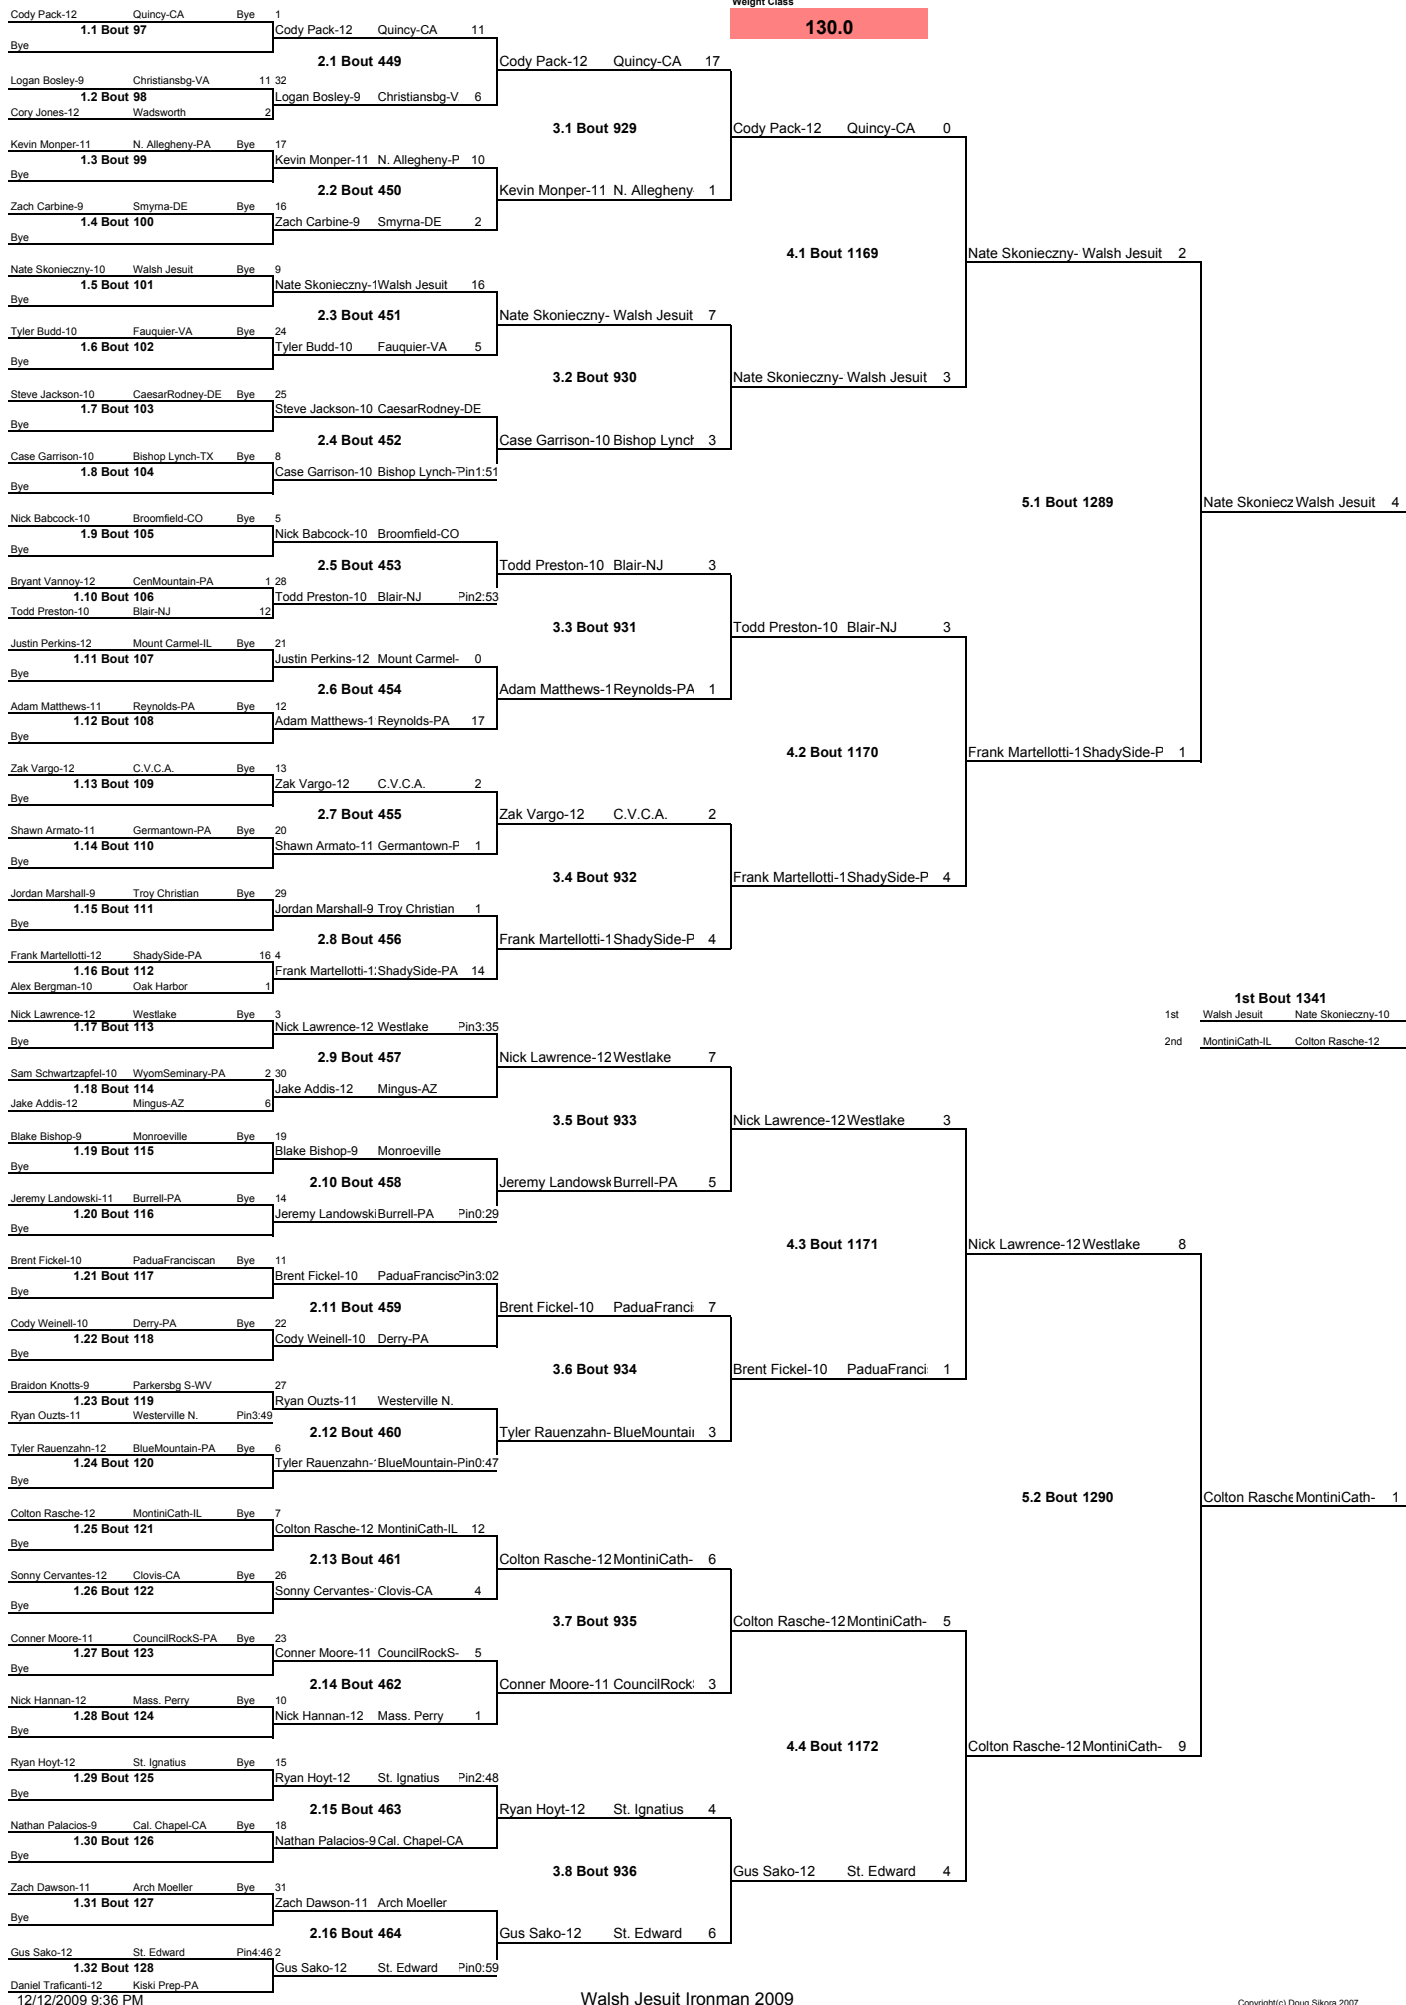 Weight Class
130.0
Cody Pack-12 Quincy-CA Bye 1
1.1 Bout 97
Bye
Logan Bosley-9 Christiansbg-VA 11 32
1.2 Bout 98
Cory Jones-12 Wadsworth 2
Kevin Monper-11 N. Allegheny-PA Bye 17
1.3 Bout 99
Bye
Zach Carbine-9 Smyrna-DE Bye 16
1.4 Bout 100
Bye
Nate Skonieczny-10 Walsh Jesuit Bye 9
1.5 Bout 101
Bye
Tyler Budd-10 Fauquier-VA Bye 24
1.6 Bout 102
Bye
Steve Jackson-10 CaesarRodney-DE Bye 25
1.7 Bout 103
Bye
Case Garrison-10 Bishop Lynch-TX Bye 8
1.8 Bout 104
Bye
Nick Babcock-10 Broomfield-CO Bye 5
1.9 Bout 105
Bye
Bryant Vannoy-12 CenMountain-PA 1 28
1.10 Bout 106
Todd Preston-10 Blair-NJ 12
Justin Perkins-12 Mount Carmel-IL Bye 21
1.11 Bout 107
Bye
Adam Matthews-11 Reynolds-PA Bye 12
1.12 Bout 108
Bye
Zak Vargo-12 C.V.C.A. Bye 13
1.13 Bout 109
Bye
Shawn Armato-11 Germantown-PA Bye 20
1.14 Bout 110
Bye
Jordan Marshall-9 Troy Christian Bye 29
1.15 Bout 111
Bye
Frank Martellotti-12 ShadySide-PA 16 4
1.16 Bout 112
Alex Bergman-10 Oak Harbor 1
Nick Lawrence-12 Westlake Bye 3
1.17 Bout 113
Bye
Sam Schwartzapfel-10 WyomSeminary-PA 2 30
1.18 Bout 114
Jake Addis-12 Mingus-AZ 6
Blake Bishop-9 Monroeville Bye 19
1.19 Bout 115
Bye
Jeremy Landowski-11 Burrell-PA Bye 14
1.20 Bout 116
Bye
Brent Fickel-10 PaduaFranciscan Bye 11
1.21 Bout 117
Bye
Cody Weinell-10 Derry-PA Bye 22
1.22 Bout 118
Bye
Braidon Knotts-9 Parkersbg S-WV 27
1.23 Bout 119
Ryan Ouzts-11 Westerville N. Pin3:49
Tyler Rauenzahn-12 BlueMountain-PA Bye 6
1.24 Bout 120
Bye
Colton Rasche-12 MontiniCath-IL Bye 7
1.25 Bout 121
Bye
Sonny Cervantes-12 Clovis-CA Bye 26
1.26 Bout 122
Bye
Conner Moore-11 CouncilRockS-PA Bye 23
1.27 Bout 123
Bye
Nick Hannan-12 Mass. Perry Bye 10
1.28 Bout 124
Bye
Ryan Hoyt-12 St. Ignatius Bye 15
1.29 Bout 125
Bye
Nathan Palacios-9 Cal. Chapel-CA Bye 18
1.30 Bout 126
Bye
Zach Dawson-11 Arch Moeller Bye 31
1.31 Bout 127
Bye
Gus Sako-12 St. Edward Pin4:46 2
1.32 Bout 128
Daniel Traficanti-12 Kiski Prep-PA
Cody Pack-12 Quincy-CA 11
2.1 Bout 449
Logan Bosley-9 Christiansbg-V 6
Kevin Monper-11 N. Allegheny-P 10
2.2 Bout 450
Zach Carbine-9 Smyrna-DE 2
Nate Skonieczny-1 Walsh Jesuit 16
2.3 Bout 451
Tyler Budd-10 Fauquier-VA 5
Steve Jackson-10 CaesarRodney-DE
2.4 Bout 452
Case Garrison-10 Bishop Lynch-Pin1:51
Nick Babcock-10 Broomfield-CO
2.5 Bout 453
Todd Preston-10 Blair-NJ Pin2:53
Justin Perkins-12 Mount Carmel- 0
2.6 Bout 454
Adam Matthews-1 Reynolds-PA 17
Zak Vargo-12 C.V.C.A. 2
2.7 Bout 455
Shawn Armato-11 Germantown-P 1
Jordan Marshall-9 Troy Christian 1
2.8 Bout 456
Frank Martellotti-1 ShadySide-PA 14
Nick Lawrence-12 Westlake Pin3:35
2.9 Bout 457
Jake Addis-12 Mingus-AZ
Blake Bishop-9 Monroeville
2.10 Bout 458
Jeremy Landowski Burrell-PA Pin0:29
Brent Fickel-10 PaduaFrancisc Pin3:02
2.11 Bout 459
Cody Weinell-10 Derry-PA
Ryan Ouzts-11 Westerville N.
2.12 Bout 460
Tyler Rauenzahn- BlueMountain-Pin0:47
Colton Rasche-12 MontiniCath-IL 12
2.13 Bout 461
Sonny Cervantes- Clovis-CA 4
Conner Moore-11 CouncilRockS- 5
2.14 Bout 462
Nick Hannan-12 Mass. Perry 1
Ryan Hoyt-12 St. Ignatius Pin2:48
2.15 Bout 463
Nathan Palacios-9 Cal. Chapel-CA
Zach Dawson-11 Arch Moeller
2.16 Bout 464
Gus Sako-12 St. Edward Pin0:59
Cody Pack-12 Quincy-CA 17
3.1 Bout 929
Kevin Monper-11 N. Allegheny- 1
Nate Skonieczny- Walsh Jesuit 7
3.2 Bout 930
Case Garrison-10 Bishop Lynch 3
Todd Preston-10 Blair-NJ 3
3.3 Bout 931
Adam Matthews-1 Reynolds-PA 1
Zak Vargo-12 C.V.C.A. 2
3.4 Bout 932
Frank Martellotti-1 ShadySide-P 4
Nick Lawrence-12 Westlake 7
3.5 Bout 933
Jeremy Landowsk Burrell-PA 5
Brent Fickel-10 PaduaFranci 7
3.6 Bout 934
Tyler Rauenzahn- BlueMountain 3
Colton Rasche-12 MontiniCath- 6
3.7 Bout 935
Conner Moore-11 CouncilRock 3
Ryan Hoyt-12 St. Ignatius 4
3.8 Bout 936
Gus Sako-12 St. Edward 6
Cody Pack-12 Quincy-CA 0
4.1 Bout 1169
Nate Skonieczny- Walsh Jesuit 3
Todd Preston-10 Blair-NJ 3
4.2 Bout 1170
Frank Martellotti-1 ShadySide-P 4
Nick Lawrence-12 Westlake 3
4.3 Bout 1171
Brent Fickel-10 PaduaFranci 1
Colton Rasche-12 MontiniCath- 5
4.4 Bout 1172
Gus Sako-12 St. Edward 4
Nate Skonieczny- Walsh Jesuit 2
5.1 Bout 1289
Frank Martellotti-1 ShadySide-P 1
Nick Lawrence-12 Westlake 8
5.2 Bout 1290
Colton Rasche-12 MontiniCath- 9
Nate Skoniecz Walsh Jesuit 4
1st Bout 1341
1st Walsh Jesuit Nate Skonieczny-10
2nd MontiniCath-IL Colton Rasche-12
Colton Rasche MontiniCath- 1
12/12/2009 9:36 PM
Walsh Jesuit Ironman 2009
Copyright(c) Doug Sikora 2007